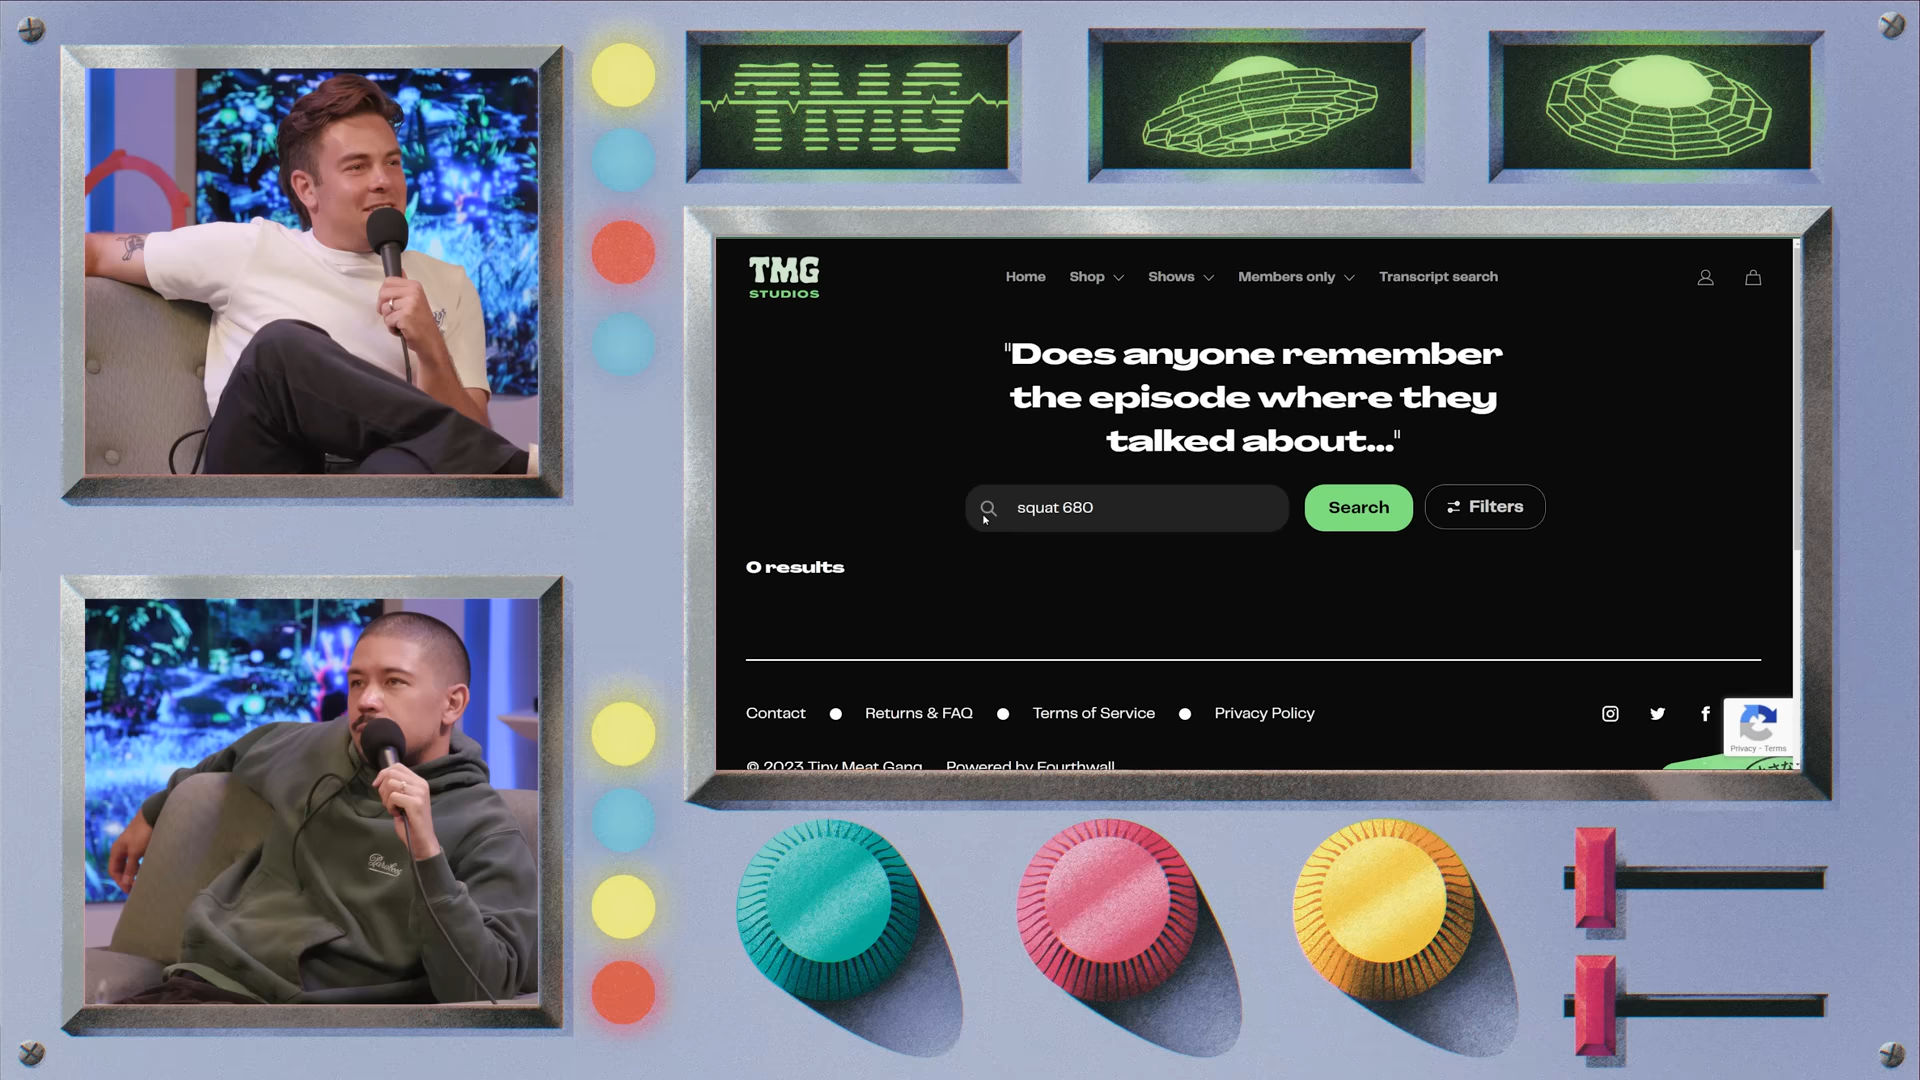 TMG
TMG
STUDIOS
Home
Shop
Shows
Members only
Transcript search
"Does anyone remember
the episode where they
talked about..."
squat 680
Search
Filters
0 results
Contact
Returns & FAQ
Terms of Service
Privacy Policy
Privacy - Terms
© 2023 Tiny Meat Gang
Powered by Fourthwall